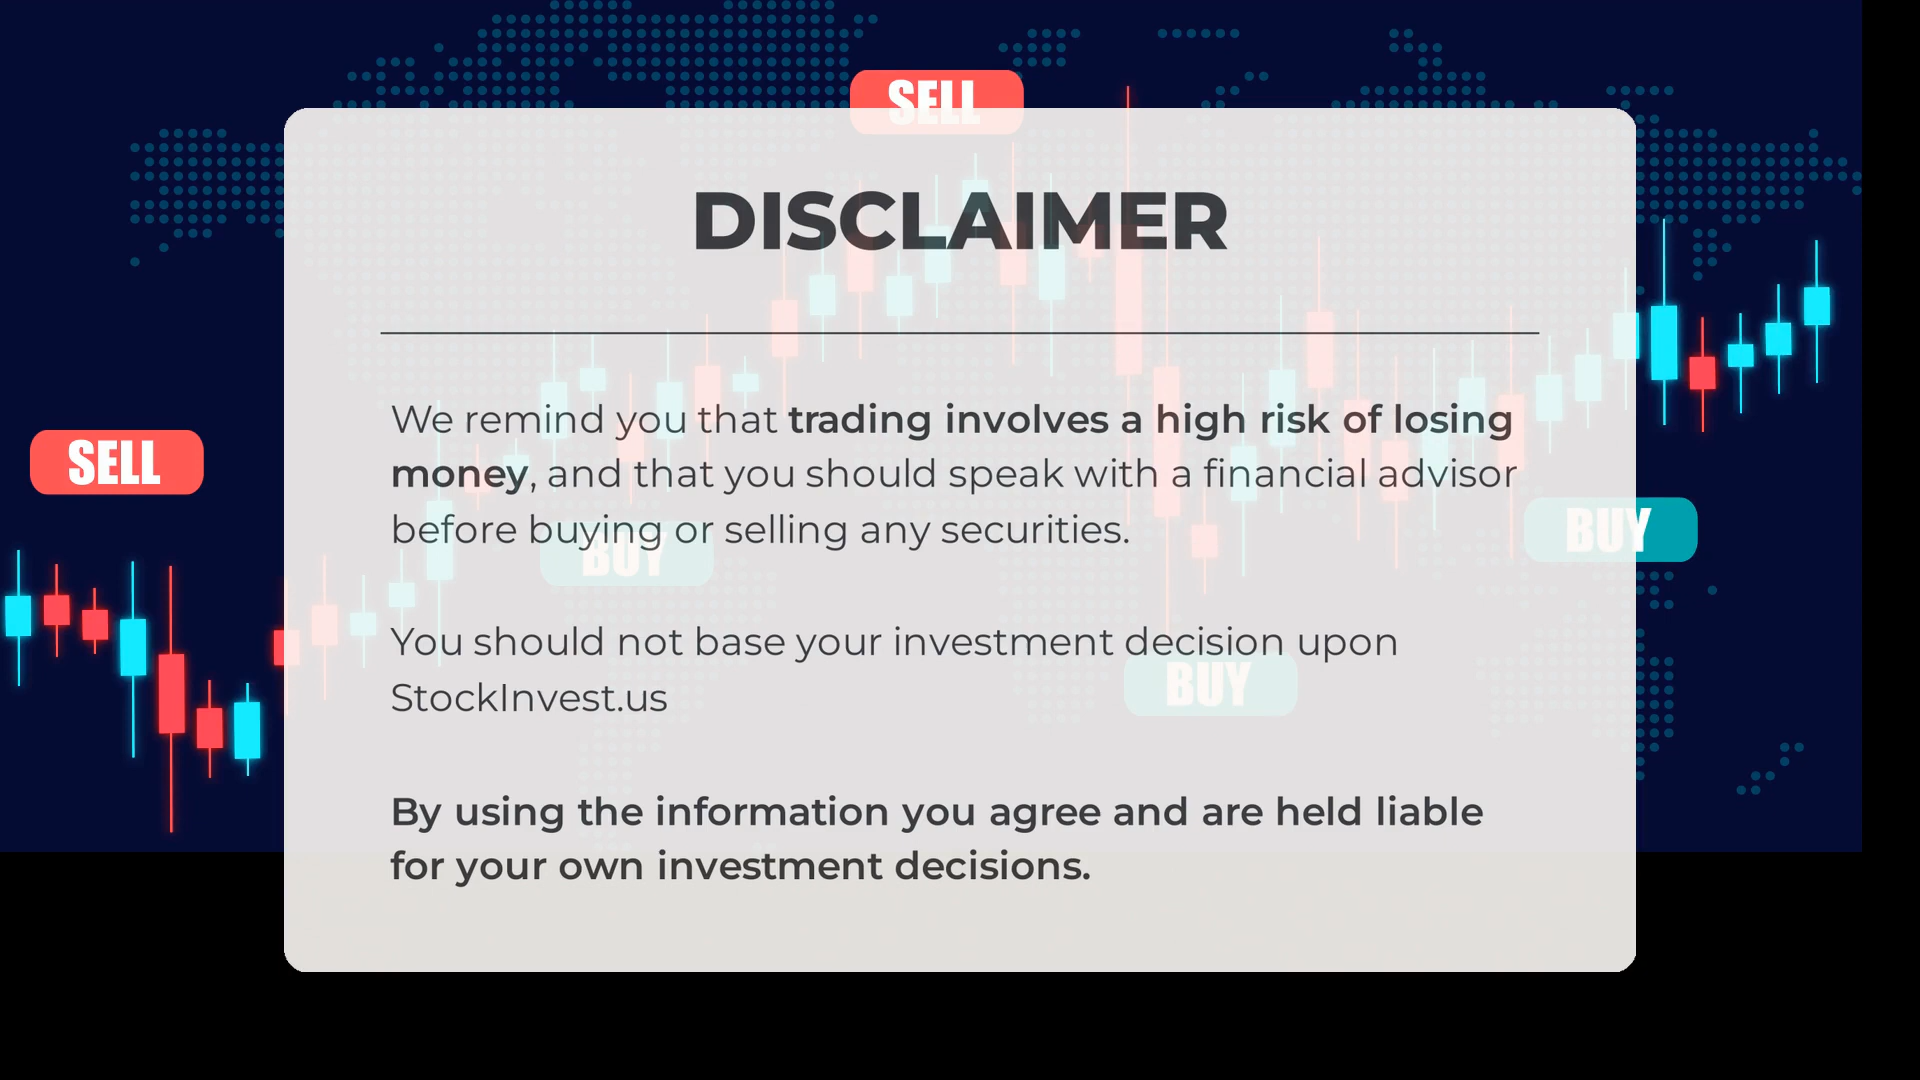 SELL
DISCLAIMER
We remind you that trading involves a high risk of losing
money, and that you should speak with a financial advisor
before buying or selling any securities.
SELL
BUY
BUY
You should not base your investment decision upon
StockInvest.us
BUY
By using the information you agree and are held liable
for your own investment decisions.